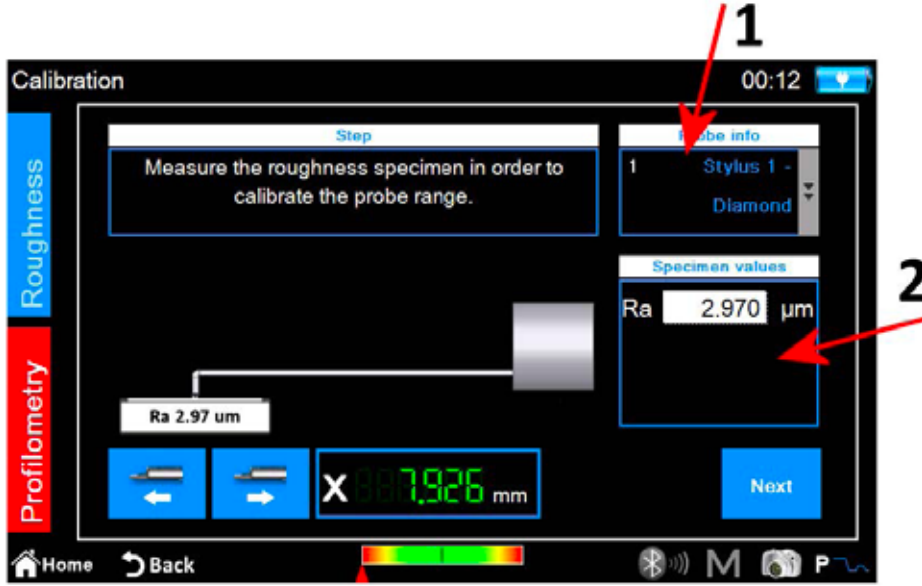 1
Calibration
00:12
Step
Probe info
Measure the roughness specimen in order to
calibrate the probe range.
1 Stylus 1 -
Diamond
Roughness
Specimen values
2
Ra 2.970 µm
Profilometry
Ra 2.97 um
X 7.926 mm
Next
Home
Back
M
P